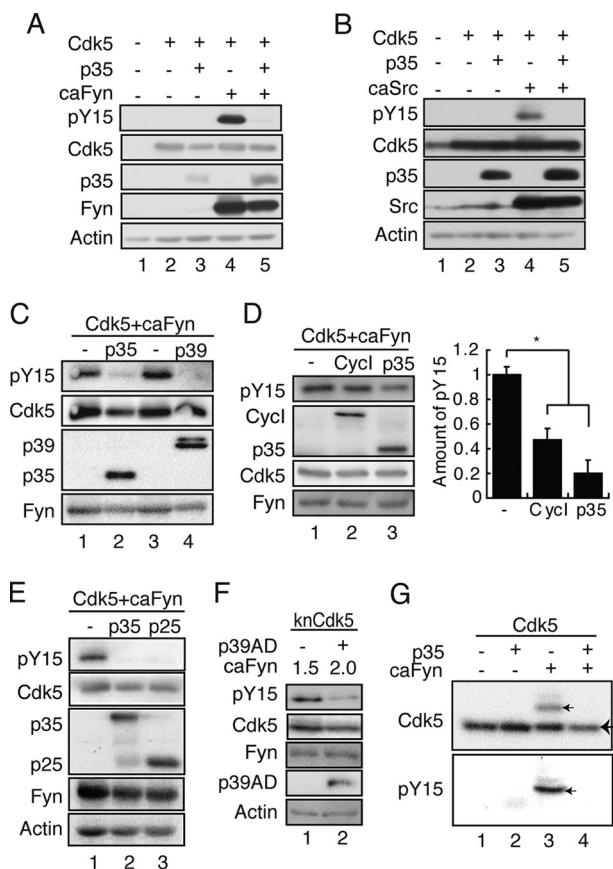 A
Cdk5 - + + + +
p35 - - + - +
caFyn - - - + +
pY15
Cdk5
p35
Fyn
Actin
1 2 3 4 5
B
Cdk5 - + + + +
p35 - - + - +
caSrc - - - + +
pY15
Cdk5
p35
Src
Actin
1 2 3 4 5
C
Cdk5+caFyn
- p35 - p39
pY15
Cdk5
p39
p35
Fyn
1 2 3 4
D
Cdk5+caFyn
- CycI p35
pY15
CycI
p35
Cdk5
Fyn
1 2 3
Amount of pY15
1.2
1
0.8
0.6
0.4
0.2
0
*
- CycI p35
E
Cdk5+caFyn
- p35 p25
pY15
Cdk5
p35
p25
Fyn
Actin
1 2 3
F
knCdk5
p39AD - +
caFyn 1.5 2.0
pY15
Cdk5
Fyn
p39AD
Actin
1 2
G
Cdk5
p35 - + - +
caFyn - - + +
Cdk5
pY15
1 2 3 4